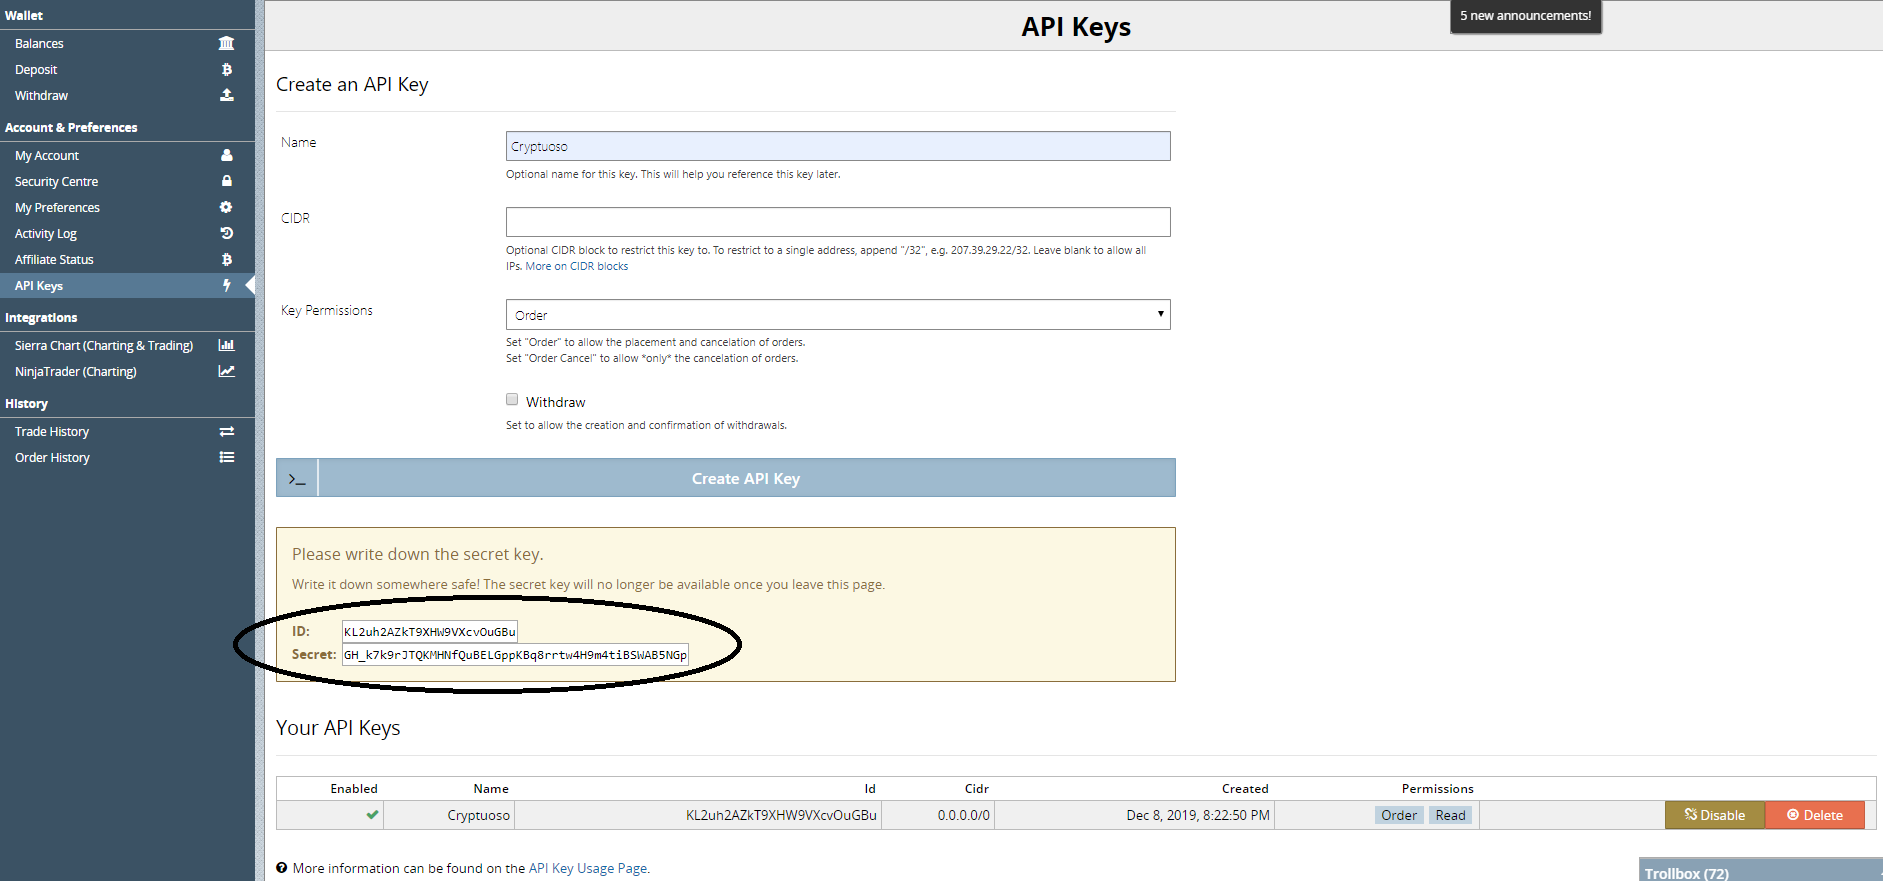 Wallet
Balances
Deposit
Withdraw
Account & Preferences
My Account
Security Centre
My Preferences
Activity Log
Affiliate Status
API Keys
Integrations
Sierra Chart (Charting & Trading)
NinjaTrader (Charting)
History
Trade History
Order History
API Keys
5 new announcements!
Create an API Key
Name
Cryptuoso
Optional name for this key. This will help you reference this key later.
CIDR
Optional CIDR block to restrict this key to. To restrict to a single address, append "/32", e.g. 207.39.29.22/32. Leave blank to allow all
IPs. More on CIDR blocks
Key Permissions
Order
Set "Order" to allow the placement and cancelation of orders.
Set "Order Cancel" to allow *only* the cancelation of orders.
Withdraw
Set to allow the creation and confirmation of withdrawals.
>_ Create API Key
Please write down the secret key.
Write it down somewhere safe! The secret key will no longer be available once you leave this page.
ID: KL2uh2AZkT9XHW9VXcvOuGBu
Secret: GH_k7k9rJTQKMHNfQuBELGppKBq8rrtw4H9m4tiBSWAB5NGp
Your API Keys
Enabled Name Id Cidr Created Permissions
Cryptuoso KL2uh2AZkT9XHW9VXcvOuGBu 0.0.0.0/0 Dec 8, 2019, 8:22:50 PM Order Read Disable Delete
More information can be found on the API Key Usage Page.
Trollbox (72)